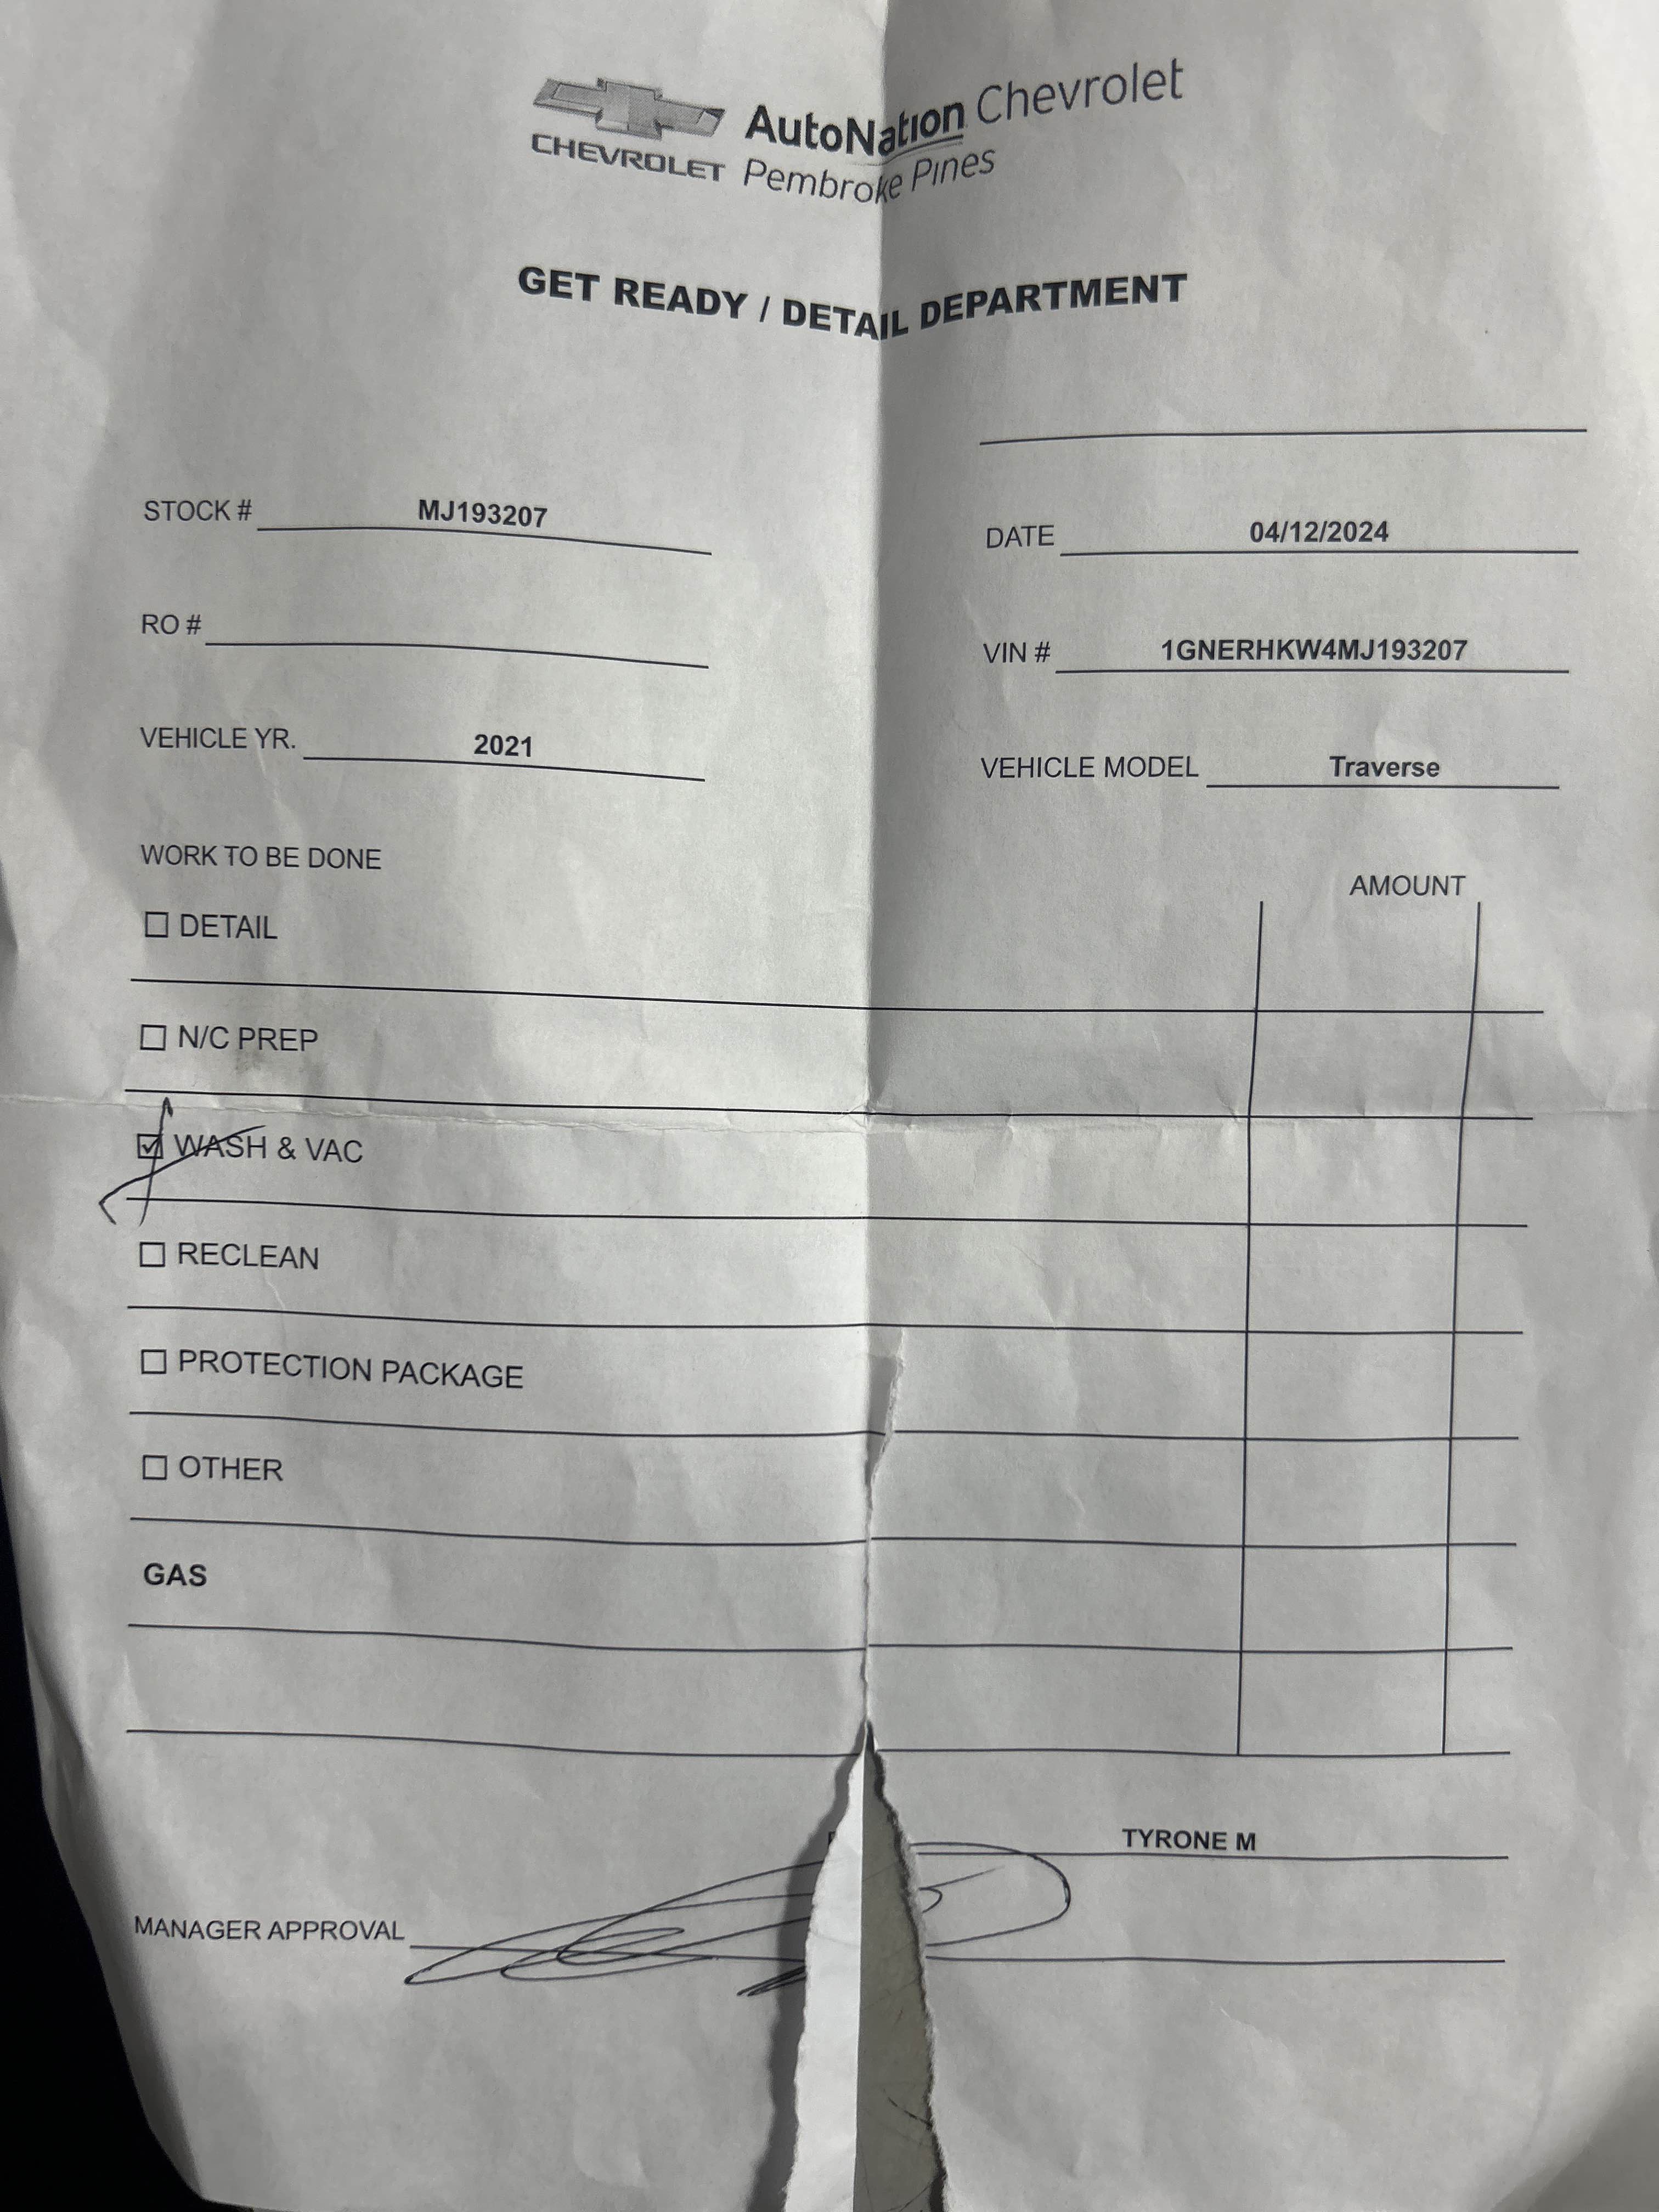 CHEVROLET
AutoNation Chevrolet
Pembroke Pines
GET READY / DETAIL DEPARTMENT
STOCK # MJ193207
DATE 04/12/2024
RO #
VIN # 1GNERHKW4MJ193207
VEHICLE YR. 2021
VEHICLE MODEL Traverse
WORK TO BE DONE
AMOUNT
DETAIL
N/C PREP
WASH & VAC
RECLEAN
PROTECTION PACKAGE
OTHER
GAS
TYRONE M
MANAGER APPROVAL